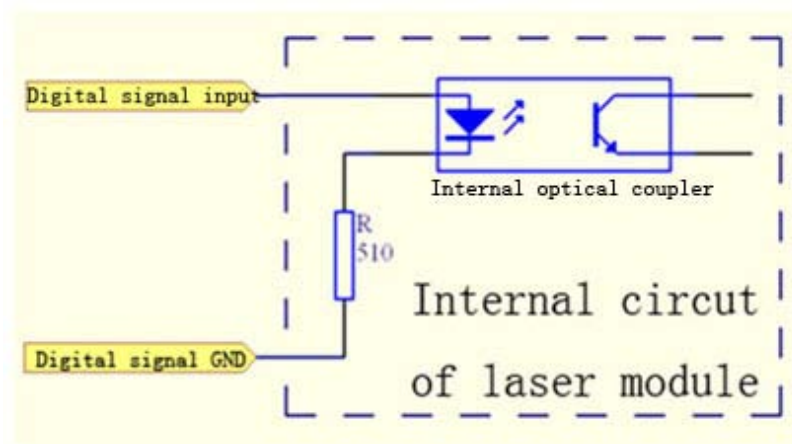 Digital signal input
Internal optical coupler
R
510
Internal circut
Digital signal GND
of laser module